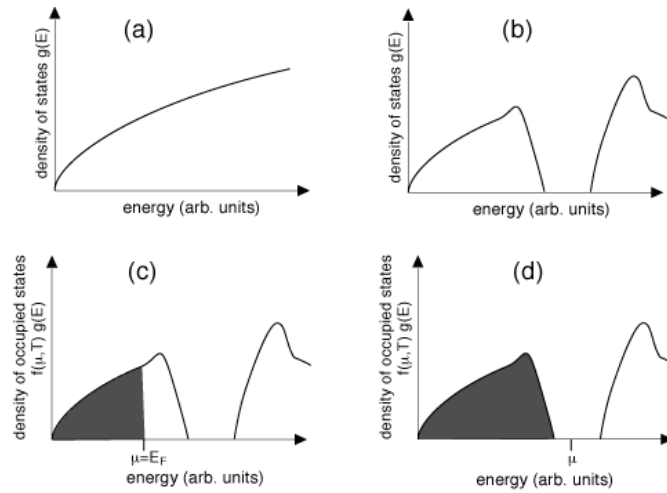 (a)
density of states g(E)
energy (arb. units)
(b)
density of states g(E)
energy (arb. units)
(c)
density of occupied states
f(μ,T) g(E)
μ=E_F
energy (arb. units)
(d)
density of occupied states
f(μ,T) g(E)
μ
energy (arb. units)